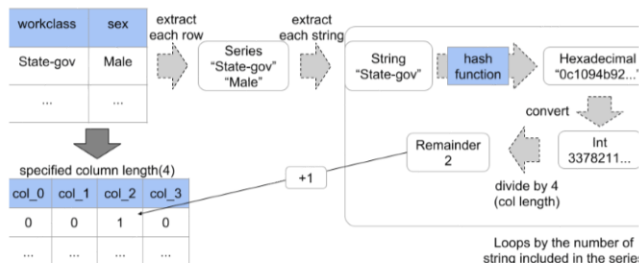 workclass sex
State-gov Male
... ...
extract
each row
Series
"State-gov"
"Male"
extract
each string
String
"State-gov"
hash
function
Hexadecimal
"0c1094b92..."
convert
Int
3378211...
divide by 4
(col length)
Remainder
2
+1
specified column length(4)
col_0 col_1 col_2 col_3
0 0 1 0
... ... ... ...
Loops by the number of
string included in the series